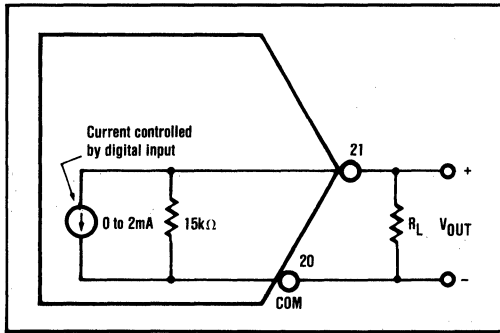 Current controlled
by digital input
21
+
0 to 2mA
15kΩ
R_L
V_OUT
20
COM
−